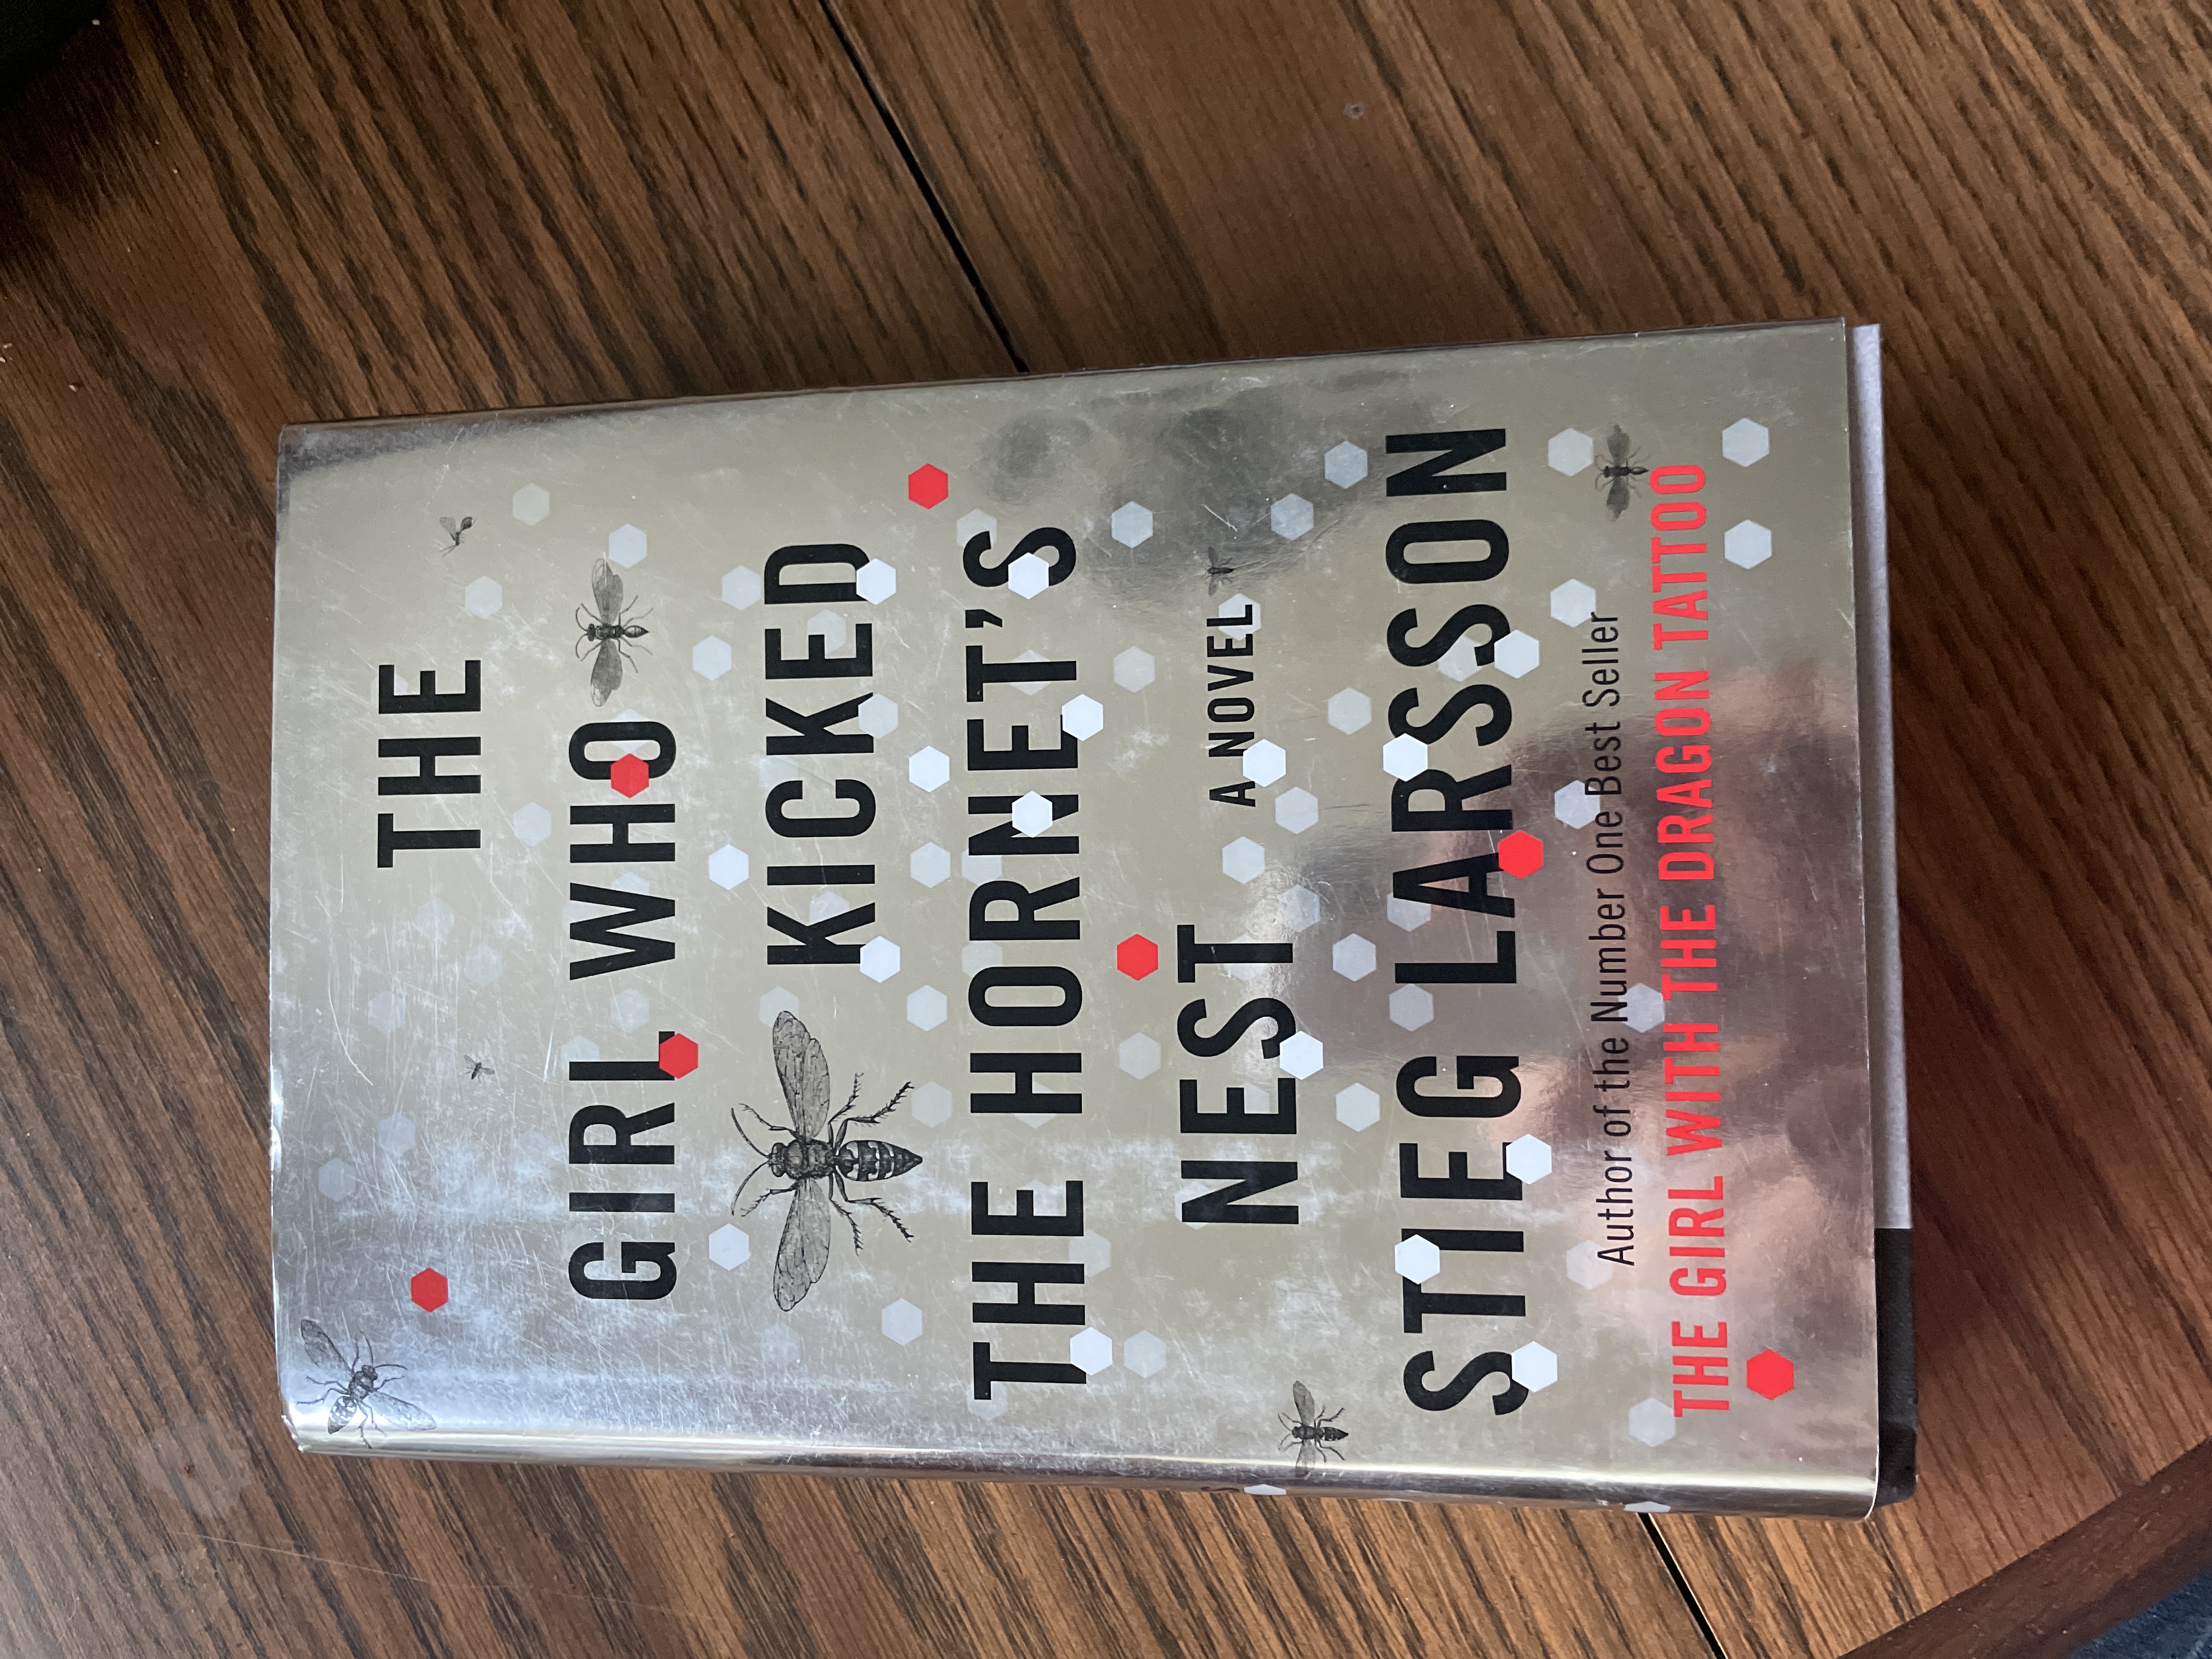 THE
GIRL WHO
KICKED
THE HORNET'S
NEST
A NOVEL
STIEG LARSSON
Author of the Number One Best Seller
THE GIRL WITH THE DRAGON TATTOO